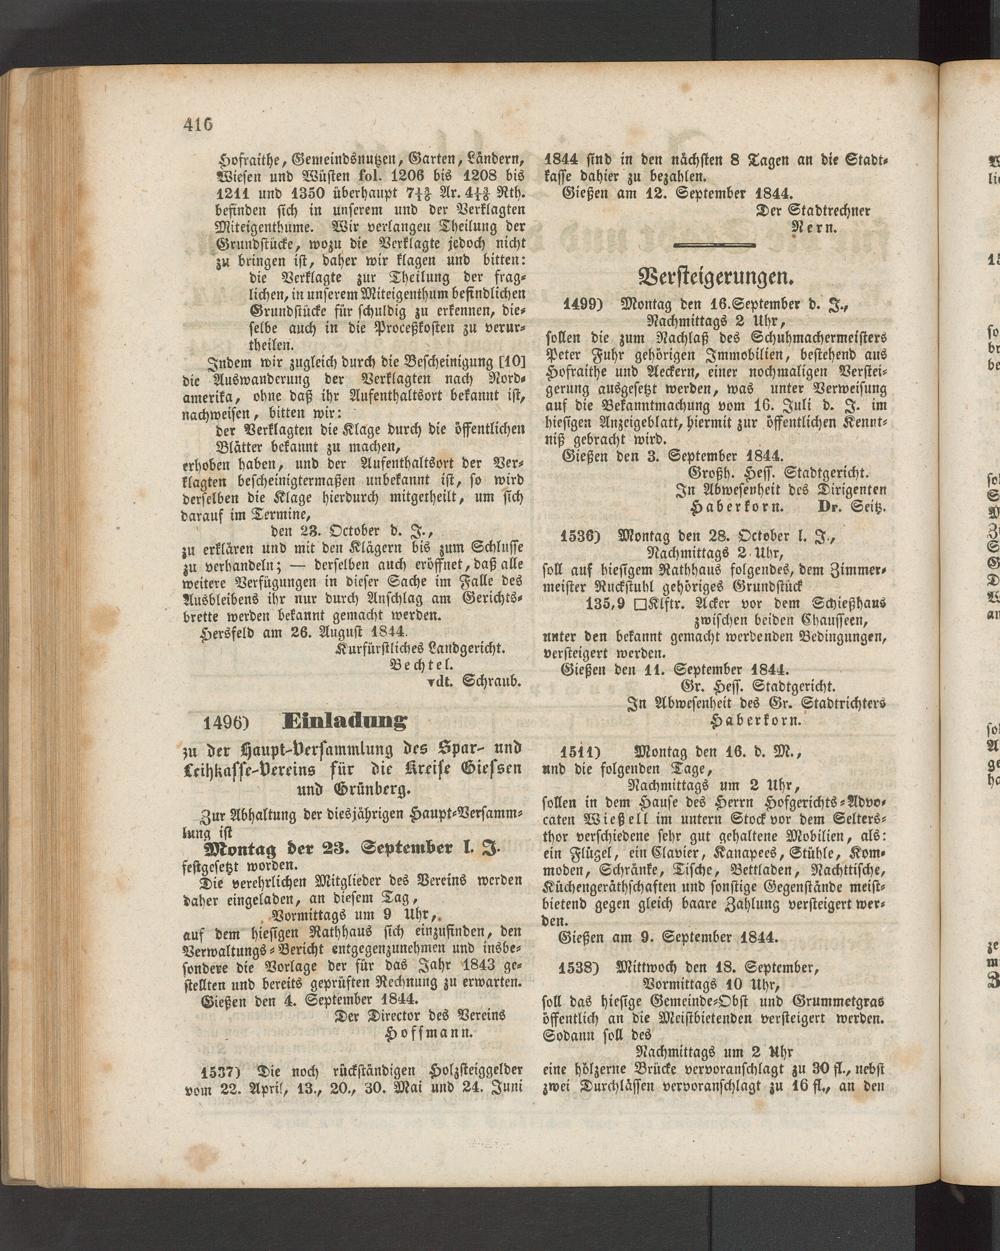 416
Hofraithe, Gemeindsnutzen, Garten, Ländern,
Wiesen und Wüsten fol. 1206 bis 1208 bis
1211 und 1350 überhaupt Ar. Rth.
befinden sich in unserem und der Verklagten
Miteigenthume. Wir verlangen Theilung der
Grundstücke, wozu die Verklagte jedoch nicht
zu bringen ist, daher wir klagen und bitten:
die Verklagte zur Theilung der frag-
lichen, in unserem Miteigenthum befindlichen
Grundstücke für schuldig zu erkennen, die-
selbe auch in die Proceßkosten zu verur-
theilen.
Indem wir zugleich durch die Bescheinigung [10]
die Auswanderung der Verklagten nach Nord-
amerika, ohne daß ihr Aufenthaltsort bekannt ist,
nachweisen, bitten wir:
der Verklagten die Klage durch die öffentlichen
Blätter bekannt zu machen,
erhoben haben, und der Aufenthaltsort der Ver-
klagten bescheinigtermaßen unbekannt ist, so wird
derselben die Klage hierdurch mitgetheilt, um sich
darauf im Termine,
den 23. October d. J.,
zu erklären und mit den Klägern bis zum Schlusse
zu verhandeln; — derselben auch eröffnet, daß alle
weitere Verfügungen in dieser Sache im Falle des
Ausbleibens ihr nur durch Anschlag am Gerichts-
brette werden bekannt gemacht werden.
Hersfeld am 26. August 1844.
Kurfürstliches Landgericht.
Bechtel.
vdt. Schraub.
1496) Einladung
zu der Haupt-Versammlung des Spar- und
Leihkasse-Vereins für die Kreise Giessen
und Grünberg.
Zur Abhaltung der diesjährigen Haupt-Versamm-
lung ist
Montag der 23. September l. J.
festgesetzt worden.
Die verehrlichen Mitglieder des Vereins werden
daher eingeladen, an diesem Tag,
Vormittags um 9 Uhr,
auf dem hiesigen Rathhaus sich einzufinden, den
Verwaltungs-Bericht entgegenzunehmen und insbe-
sondere die Vorlage der für das Jahr 1843 ge-
stellten und bereits geprüften Rechnung zu erwarten.
Gießen den 4. September 1844.
Der Director des Vereins
Hoffmann.
1537) Die noch rückständigen Holzsteiggelder
vom 22. April, 13., 20., 30. Mai und 24. Juni
1844 sind in den nächsten 8 Tagen an die Stadt-
kasse dahier zu bezahlen.
Gießen am 12. September 1844.
Der Stadtrechner
Nern.
Versteigerungen.
1499) Montag den 16. September d. J.,
Nachmittags 2 Uhr,
sollen die zum Nachlaß des Schuhmachermeisters
Peter Fuhr gehörigen Immobilien, bestehend aus
Hofraithe und Aeckern, einer nochmaligen Verstei-
gerung ausgesetzt werden, was unter Verweisung
auf die Bekanntmachung vom 16. Juli d. J. im
hiesigen Anzeigeblatt, hiermit zur öffentlichen Kennt-
niß gebracht wird.
Gießen den 3. September 1844.
Großh. Hess. Stadtgericht.
In Abwesenheit des Dirigenten
Haberkorn. Dr. Seitz.
1536) Montag den 28. October l. J.,
Nachmittags 2 Uhr,
soll auf hiesigem Rathhaus folgendes, dem Zimmer-
meister Ruckstuhl gehöriges Grundstück
135,9 □Klftr. Acker vor dem Schießhaus
zwischen beiden Chausseen,
unter den bekannt gemacht werdenden Bedingungen,
versteigert werden.
Gießen den 11. September 1844.
Gr. Hess. Stadtgericht.
In Abwesenheit des Gr. Stadtrichters
Haberkorn.
1511) Montag den 16. d. M.,
und die folgenden Tage,
Nachmittags um 2 Uhr,
sollen in dem Hause des Herrn Hofgerichts-Advo-
caten Wießell im untern Stock vor dem Selters-
thor verschiedene sehr gut gehaltene Mobilien, als:
ein Flügel, ein Clavier, Kanapees, Stühle, Kom-
moden, Schränke, Tische, Bettladen, Nachttische,
Küchengeräthschaften und sonstige Gegenstände meist-
bietend gegen gleich baare Zahlung versteigert wer-
den.
Gießen am 9. September 1844.
1538) Mittwoch den 18. September,
Vormittags 10 Uhr,
soll das hiesige Gemeinde-Obst und Grummetgras
öffentlich an die Meistbietenden versteigert werden.
Sodann soll des
Nachmittags um 2 Uhr
eine hölzerne Brücke vervoranschlagt zu 30 fl., nebst
zwei Durchlässen vervoranschlagt zu 16 fl., an den